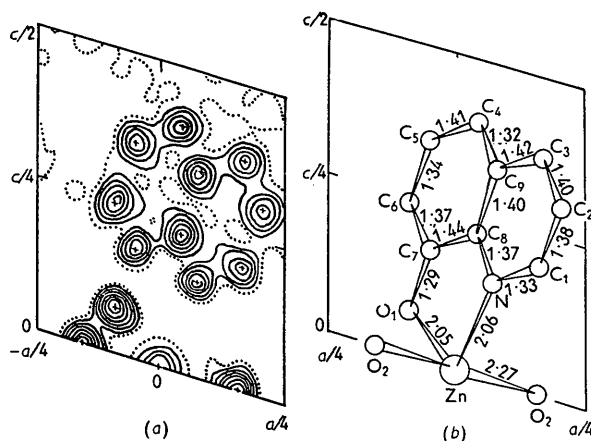 c/2
c/4
0
-a/4
0
a/4
(a)
c/2
c/4
0
a/4
a/4
(b)
C4
1·41
C5
1·32
1·42
C3
C9
1·34
1·40
1·40
C2
C6
1·37
1·44
C8
1·38
C7
1·37
C1
1·29
N
1·33
O1
2·05
2·06
O2
2·27
Zn
O2